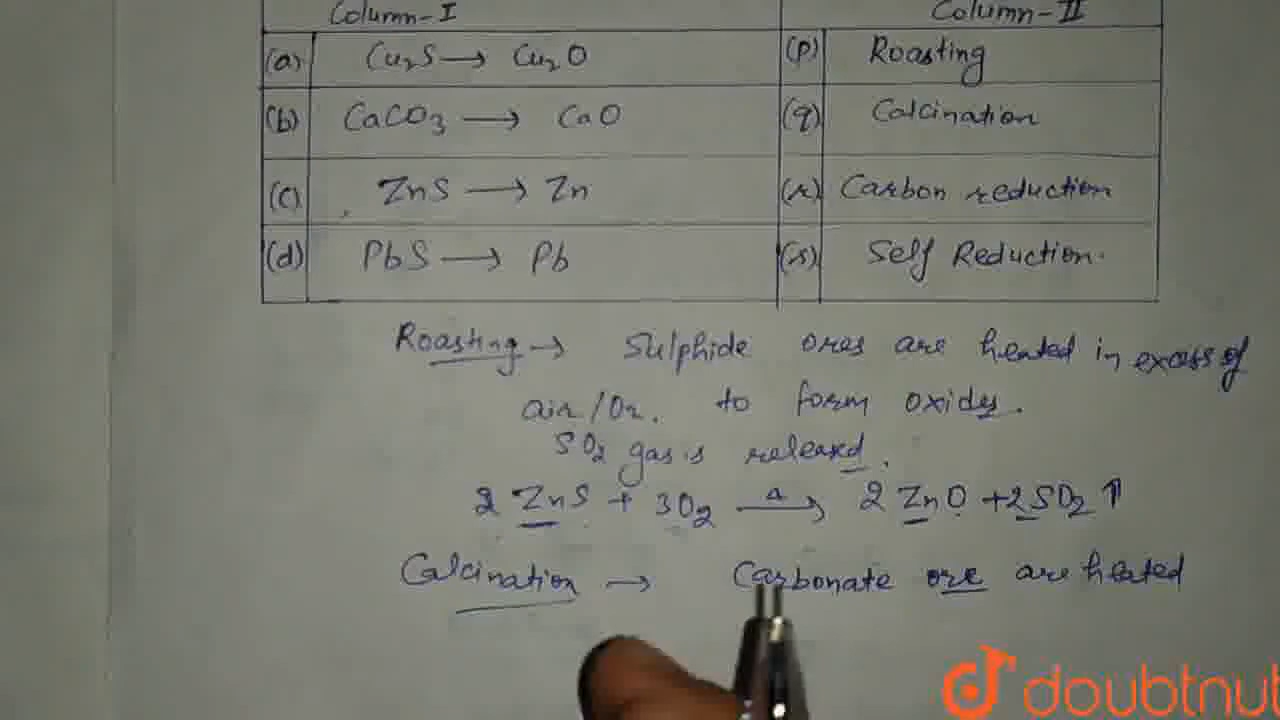 Column-I Column-II
(a) Cu2S → Cu2O (p) Roasting
(b) CaCO3 → CaO (q) Calcination
(c) ZnS → Zn (r) Carbon reduction
(d) PbS → Pb (s) Self Reduction.
Roasting → Sulphide ores are heated in excess of
air/O2. to form oxides.
SO2 gas is released.
2 ZnS + 3O2 —Δ→ 2 ZnO + 2SO2 ↑
Calcination → Carbonate ore are heated
doubtnut